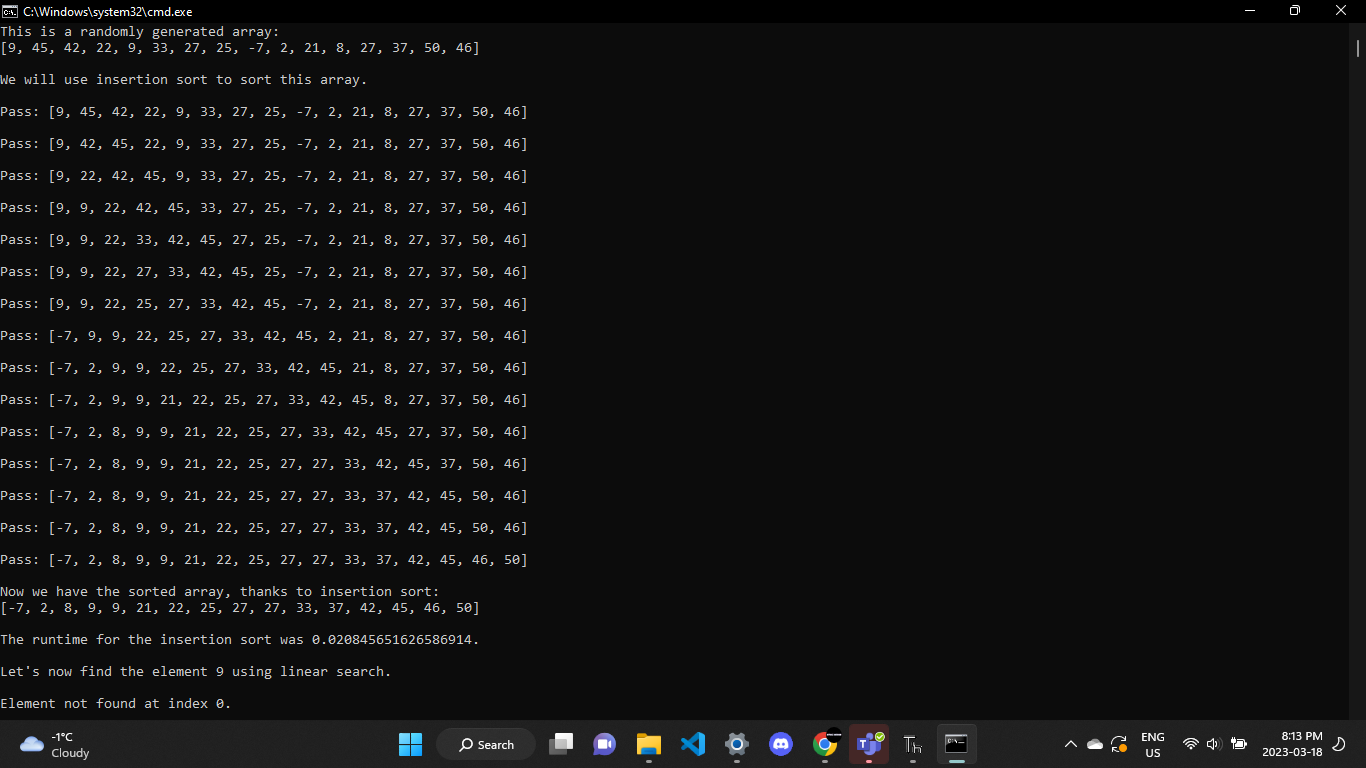 C:\Windows\system32\cmd.exe
This is a randomly generated array:
[9, 45, 42, 22, 9, 33, 27, 25, -7, 2, 21, 8, 27, 37, 50, 46]
We will use insertion sort to sort this array.
Pass: [9, 45, 42, 22, 9, 33, 27, 25, -7, 2, 21, 8, 27, 37, 50, 46]
Pass: [9, 42, 45, 22, 9, 33, 27, 25, -7, 2, 21, 8, 27, 37, 50, 46]
Pass: [9, 22, 42, 45, 9, 33, 27, 25, -7, 2, 21, 8, 27, 37, 50, 46]
Pass: [9, 9, 22, 42, 45, 33, 27, 25, -7, 2, 21, 8, 27, 37, 50, 46]
Pass: [9, 9, 22, 33, 42, 45, 27, 25, -7, 2, 21, 8, 27, 37, 50, 46]
Pass: [9, 9, 22, 27, 33, 42, 45, 25, -7, 2, 21, 8, 27, 37, 50, 46]
Pass: [9, 9, 22, 25, 27, 33, 42, 45, -7, 2, 21, 8, 27, 37, 50, 46]
Pass: [-7, 9, 9, 22, 25, 27, 33, 42, 45, 2, 21, 8, 27, 37, 50, 46]
Pass: [-7, 2, 9, 9, 22, 25, 27, 33, 42, 45, 21, 8, 27, 37, 50, 46]
Pass: [-7, 2, 9, 9, 21, 22, 25, 27, 33, 42, 45, 8, 27, 37, 50, 46]
Pass: [-7, 2, 8, 9, 9, 21, 22, 25, 27, 33, 42, 45, 27, 37, 50, 46]
Pass: [-7, 2, 8, 9, 9, 21, 22, 25, 27, 27, 33, 42, 45, 37, 50, 46]
Pass: [-7, 2, 8, 9, 9, 21, 22, 25, 27, 27, 33, 37, 42, 45, 50, 46]
Pass: [-7, 2, 8, 9, 9, 21, 22, 25, 27, 27, 33, 37, 42, 45, 50, 46]
Pass: [-7, 2, 8, 9, 9, 21, 22, 25, 27, 27, 33, 37, 42, 45, 46, 50]
Now we have the sorted array, thanks to insertion sort:
[-7, 2, 8, 9, 9, 21, 22, 25, 27, 27, 33, 37, 42, 45, 46, 50]
The runtime for the insertion sort was 0.020845651626586914.
Let's now find the element 9 using linear search.
Element not found at index 0.
-1°C
Cloudy
Search
ENG
US
8:13 PM
2023-03-18